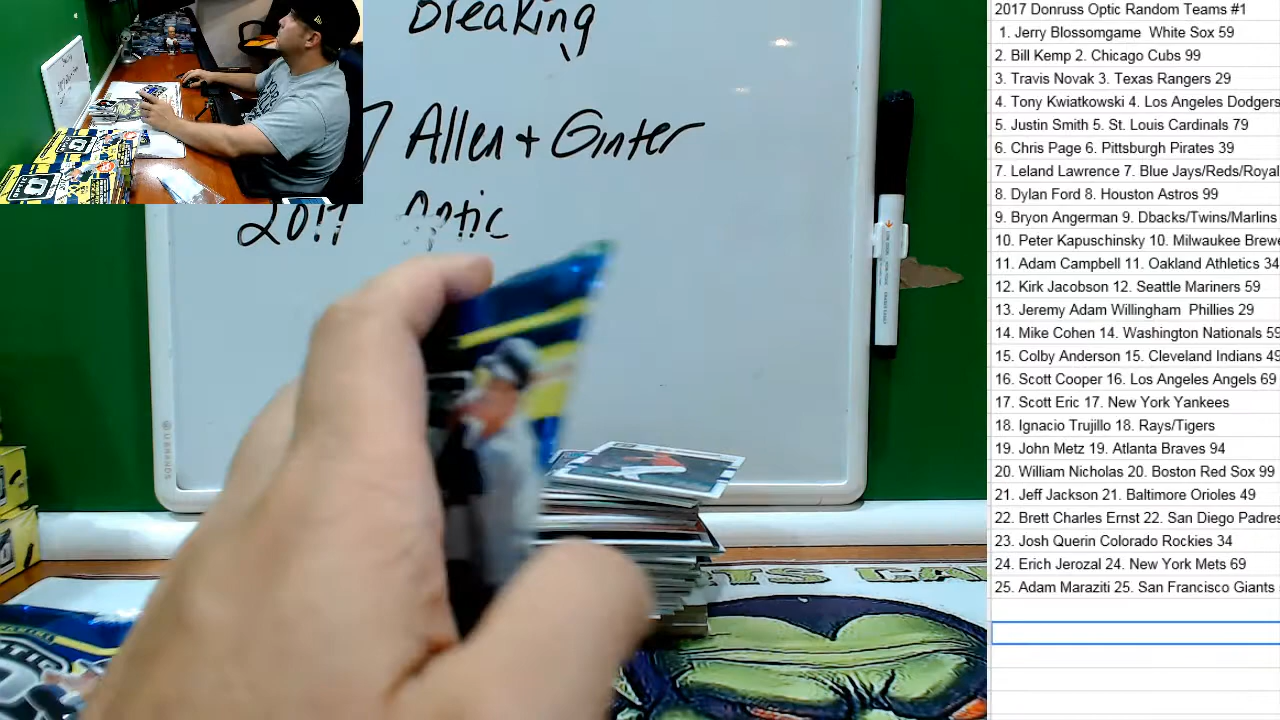 Breaking
7 Allen + Ginter
2017 Optic
2017 Donruss Optic Random Teams #1
1. Jerry Blossomgame White Sox 59
2. Bill Kemp 2. Chicago Cubs 99
3. Travis Novak 3. Texas Rangers 29
4. Tony Kwiatkowski 4. Los Angeles Dodgers
5. Justin Smith 5. St. Louis Cardinals 79
6. Chris Page 6. Pittsburgh Pirates 39
7. Leland Lawrence 7. Blue Jays/Reds/Royal
8. Dylan Ford 8. Houston Astros 99
9. Bryon Angerman 9. Dbacks/Twins/Marlins
10. Peter Kapuschinsky 10. Milwaukee Brewe
11. Adam Campbell 11. Oakland Athletics 34
12. Kirk Jacobson 12. Seattle Mariners 59
13. Jeremy Adam Willingham Phillies 29
14. Mike Cohen 14. Washington Nationals 59
15. Colby Anderson 15. Cleveland Indians 49
16. Scott Cooper 16. Los Angeles Angels 69
17. Scott Eric 17. New York Yankees
18. Ignacio Trujillo 18. Rays/Tigers
19. John Metz 19. Atlanta Braves 94
20. William Nicholas 20. Boston Red Sox 99
21. Jeff Jackson 21. Baltimore Orioles 49
22. Brett Charles Ernst 22. San Diego Padres
23. Josh Querin Colorado Rockies 34
24. Erich Jerozal 24. New York Mets 69
25. Adam Maraziti 25. San Francisco Giants